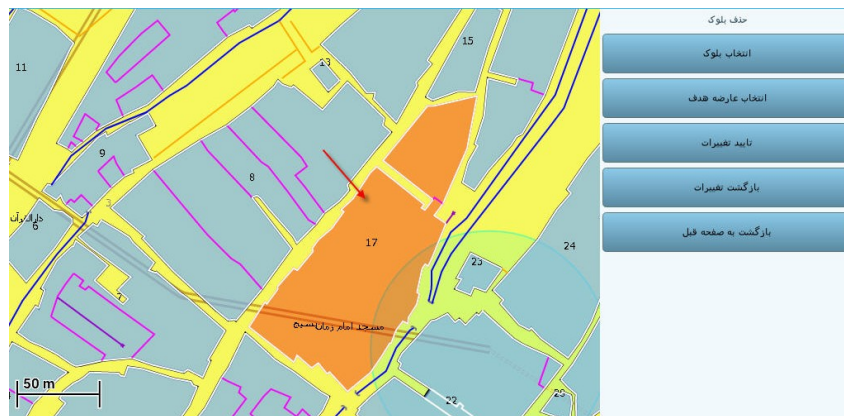 حذف بلوک
انتخاب بلوک
انتخاب عارضه هدف
تایید تغییرات
بازگشت تغییرات
بازگشت به صفحه قبل
15
13
11
9
8
3
6
17
24
23
مسجد امام زمان
22
50 m